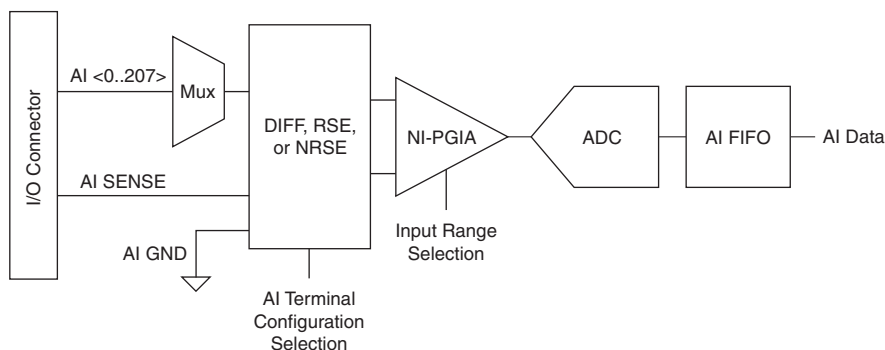 I/O Connector
AI <0..207>
Mux
AI SENSE
AI GND
DIFF, RSE,
or NRSE
AI Terminal
Configuration
Selection
NI-PGIA
Input Range
Selection
ADC
AI FIFO
AI Data